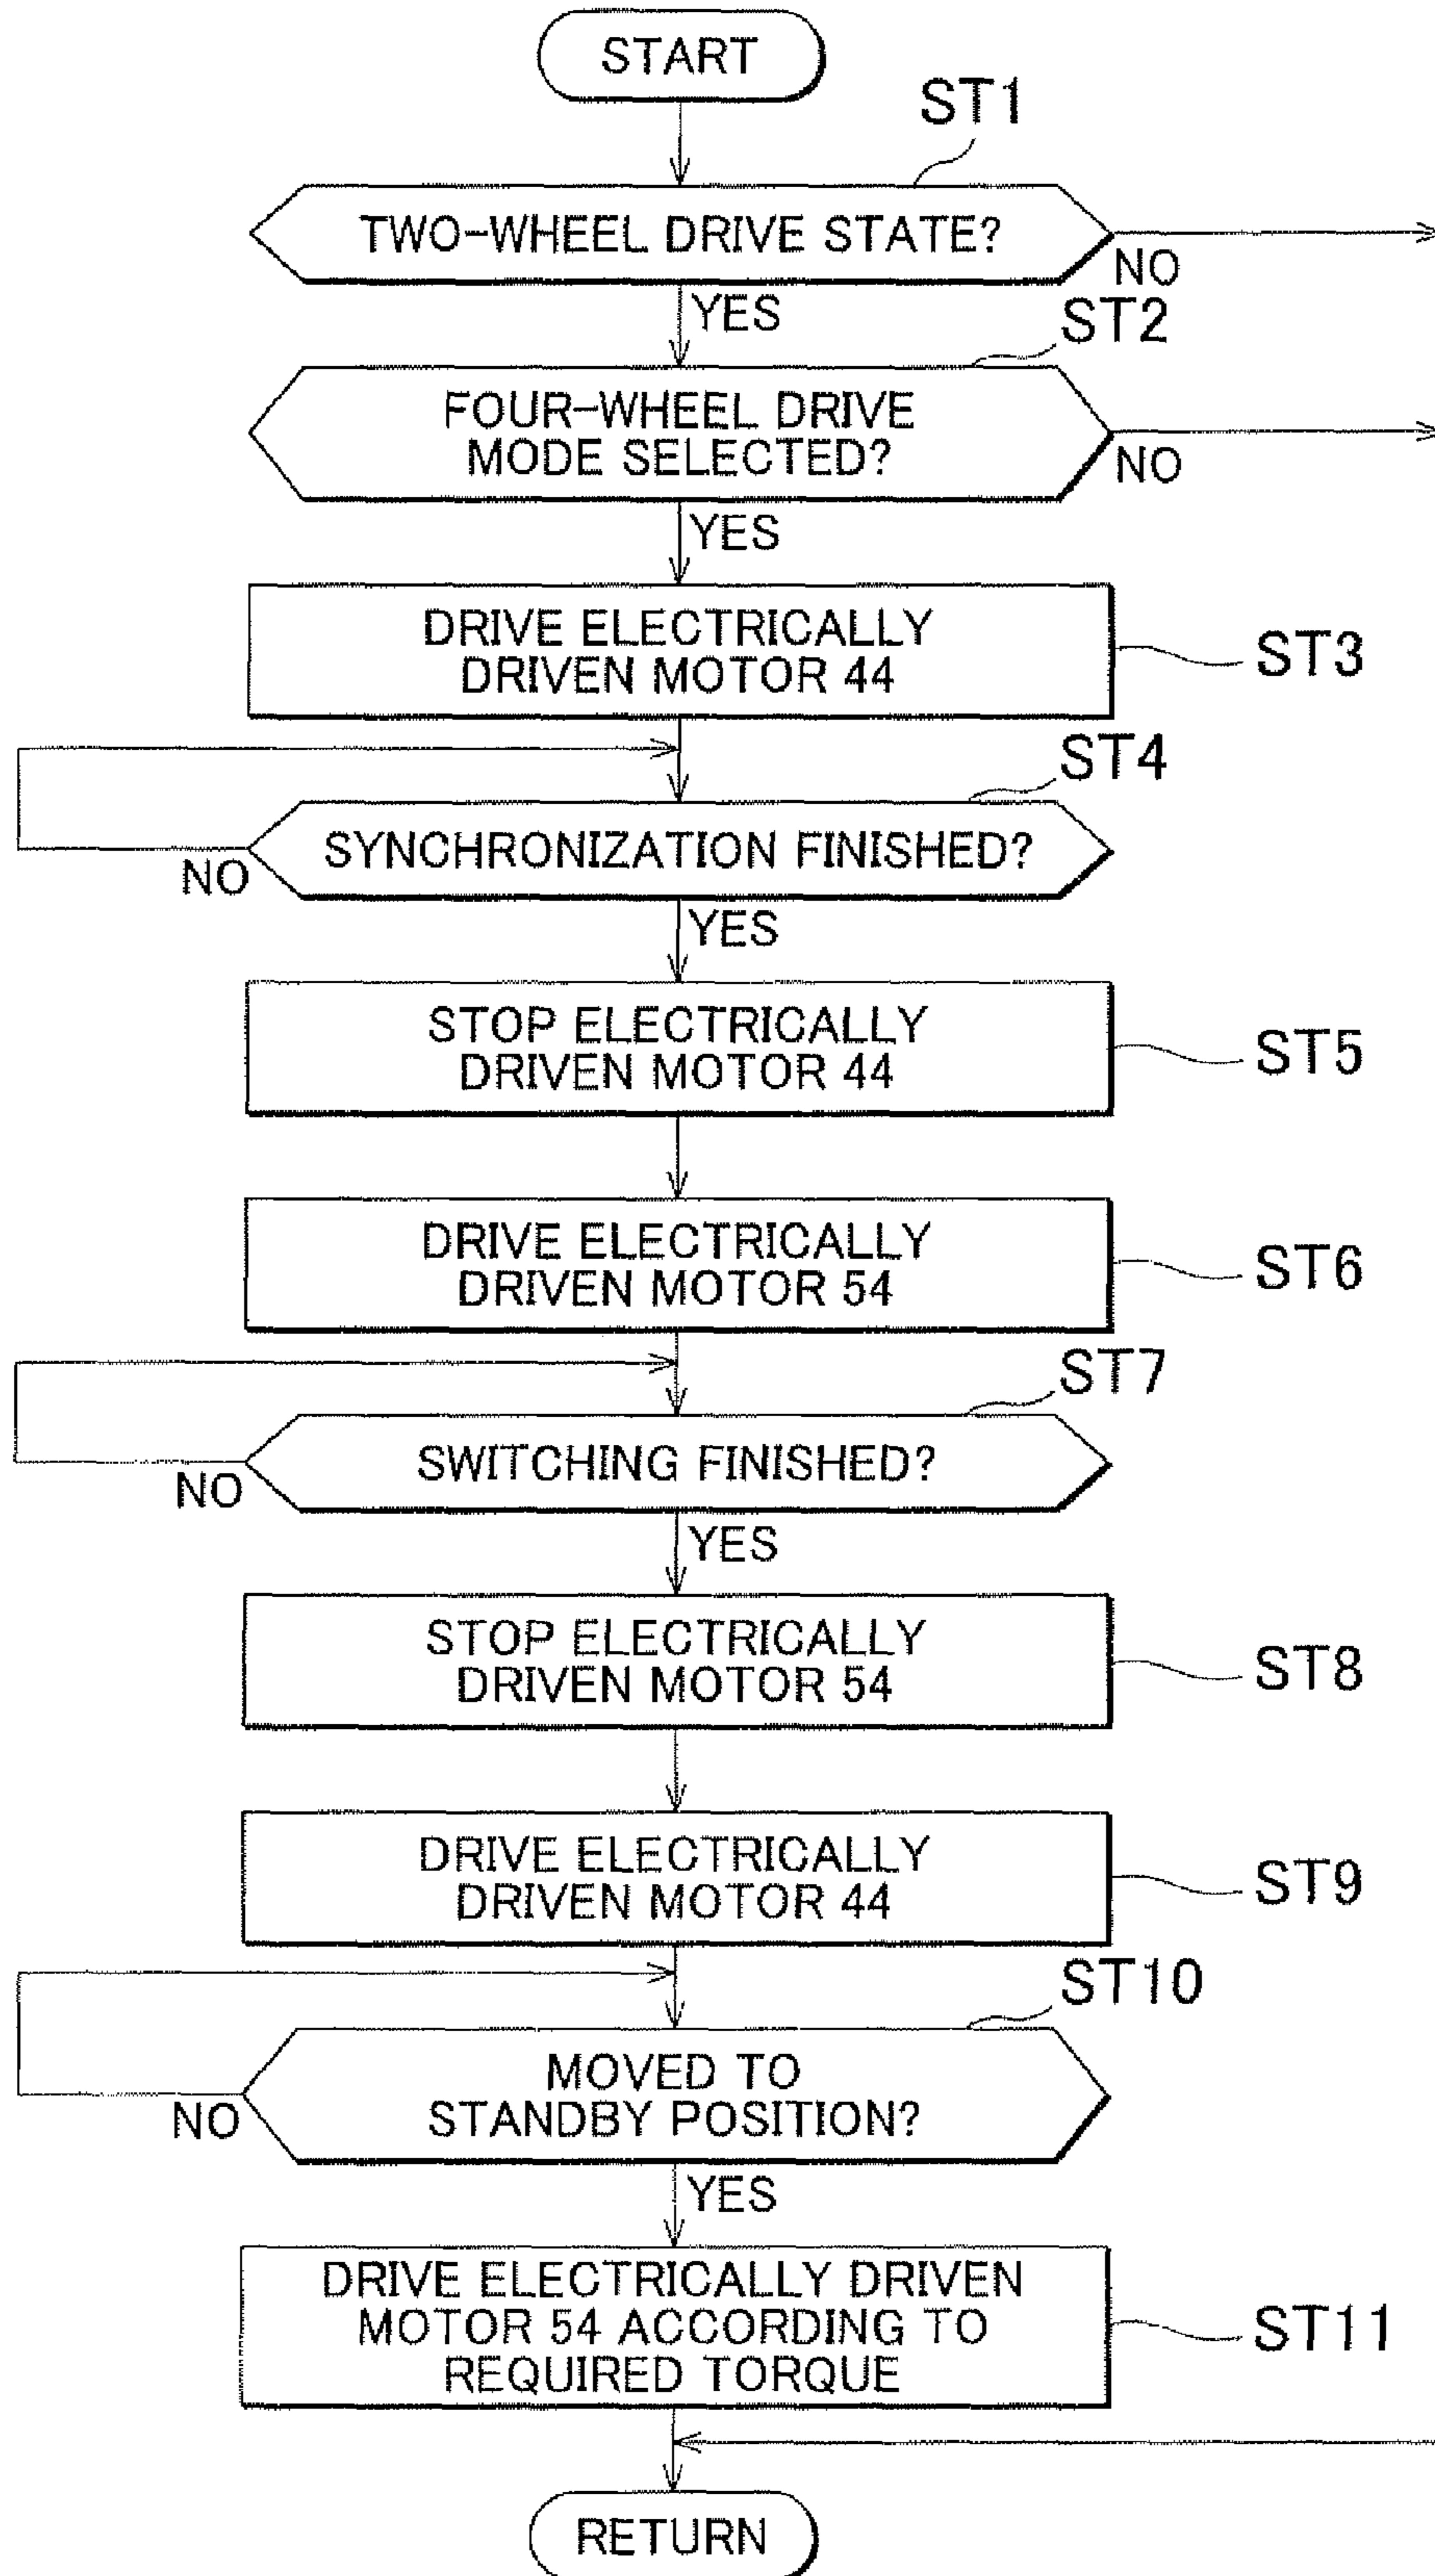 START
ST1
TWO-WHEEL DRIVE STATE?
NO
YES
ST2
FOUR-WHEEL DRIVE
MODE SELECTED?
NO
YES
DRIVE ELECTRICALLY
DRIVEN MOTOR 44
ST3
ST4
SYNCHRONIZATION FINISHED?
NO
YES
STOP ELECTRICALLY
DRIVEN MOTOR 44
ST5
DRIVE ELECTRICALLY
DRIVEN MOTOR 54
ST6
ST7
SWITCHING FINISHED?
NO
YES
STOP ELECTRICALLY
DRIVEN MOTOR 54
ST8
DRIVE ELECTRICALLY
DRIVEN MOTOR 44
ST9
ST10
MOVED TO
STANDBY POSITION?
NO
YES
DRIVE ELECTRICALLY DRIVEN
MOTOR 54 ACCORDING TO
REQUIRED TORQUE
ST11
RETURN